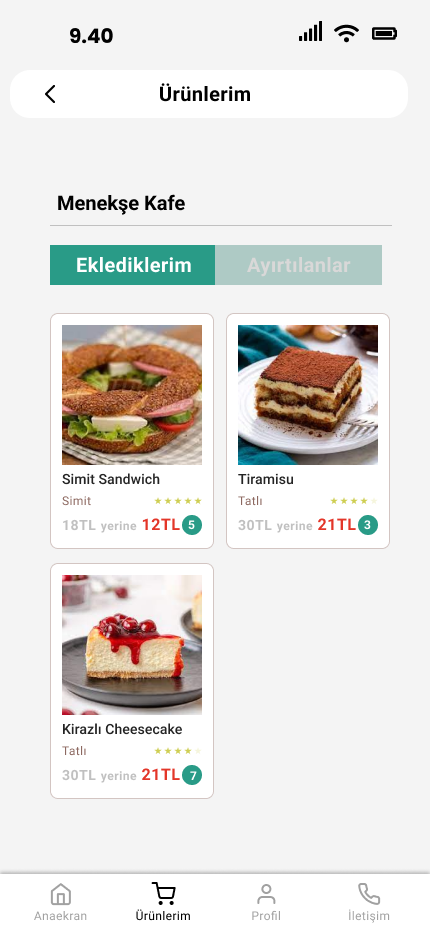 9.40
Ürünlerim
Menekşe Kafe
Eklediklerim Ayırtılanlar
Simit Sandwich
Simit
18TL yerine 12TL 5
Tiramisu
Tatlı
30TL yerine 21TL 3
Kirazlı Cheesecake
Tatlı
30TL yerine 21TL 7
Anaekran Ürünlerim Profil İletişim